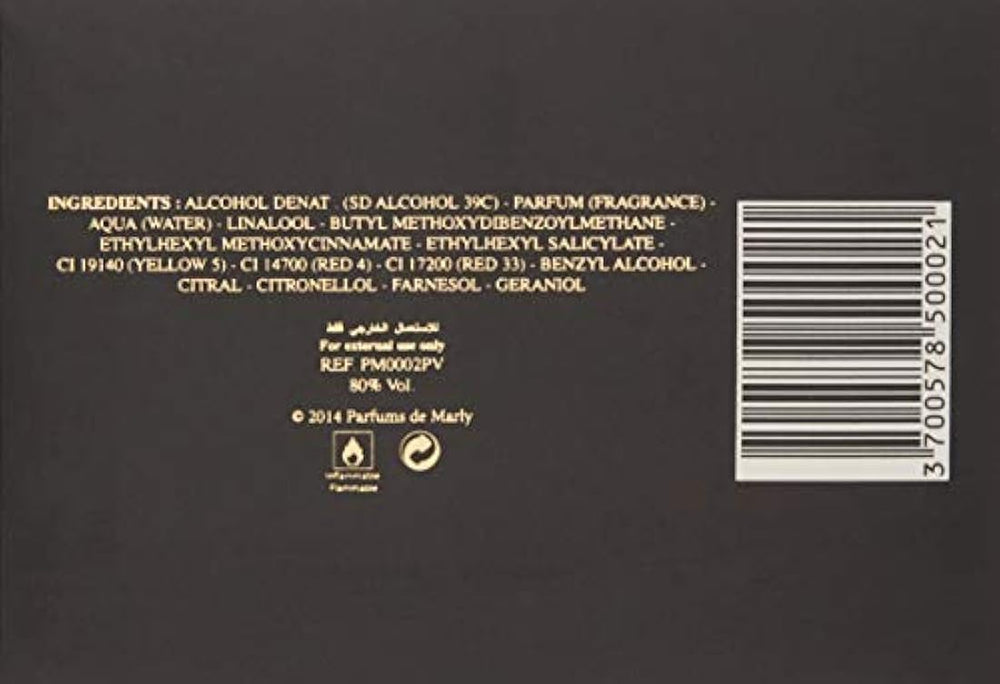 INGREDIENTS : ALCOHOL DENAT . (SD ALCOHOL 39C) - PARFUM (FRAGRANCE) -
AQUA (WATER) - LINALOOL - BUTYL METHOXYDIBENZOYLMETHANE -
ETHYLHEXYL METHOXYCINNAMATE - ETHYLHEXYL SALICYLATE -
CI 19140 (YELLOW 5) - CI 14700 (RED 4) - CI 17200 (RED 33) - BENZYL ALCOHOL -
CITRAL - CITRONELLOL - FARNESOL - GERANIOL
للاستعمال الخارجي فقط
For external use only
REF PM0002PV
80% Vol
© 2014 Parfums de Marly
Inflammable
Flammable
3 700578 500021